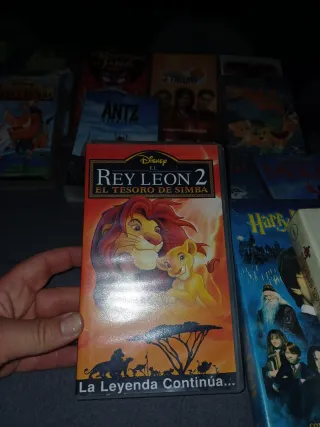 ANTZ
Disney
EL
REY LEON 2
EL TESORO DE SIMBA
La Leyenda Continúa...
Harry